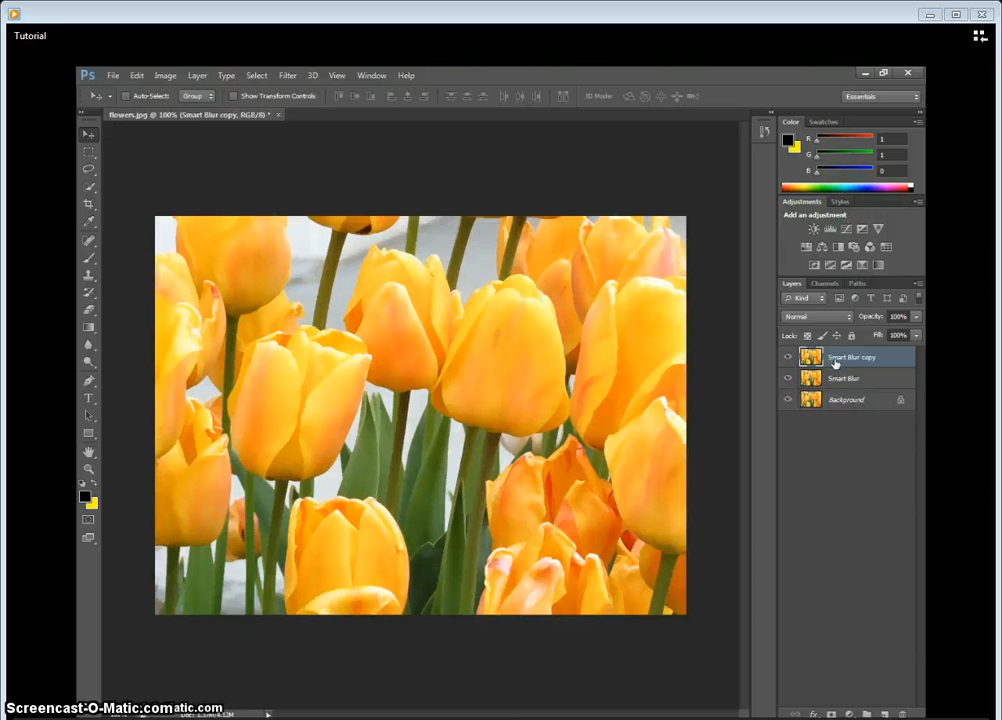 Tutorial
Ps File Edit Image Layer Type Select Filter 3D View Window Help
Auto-Select: Group Show Transform Controls 3D Mode: Essentials
flowers.jpg @ 100% (Smart Blur copy, RGB/8) *
Color Swatches
R 1
G 1
B 0
Adjustments Styles
Add an adjustment
Layers Channels Paths
Kind
Normal Opacity: 100%
Lock: Fill: 100%
Smart Blur copy
Smart Blur
Background
Screencast-O-Matic.comatic.com